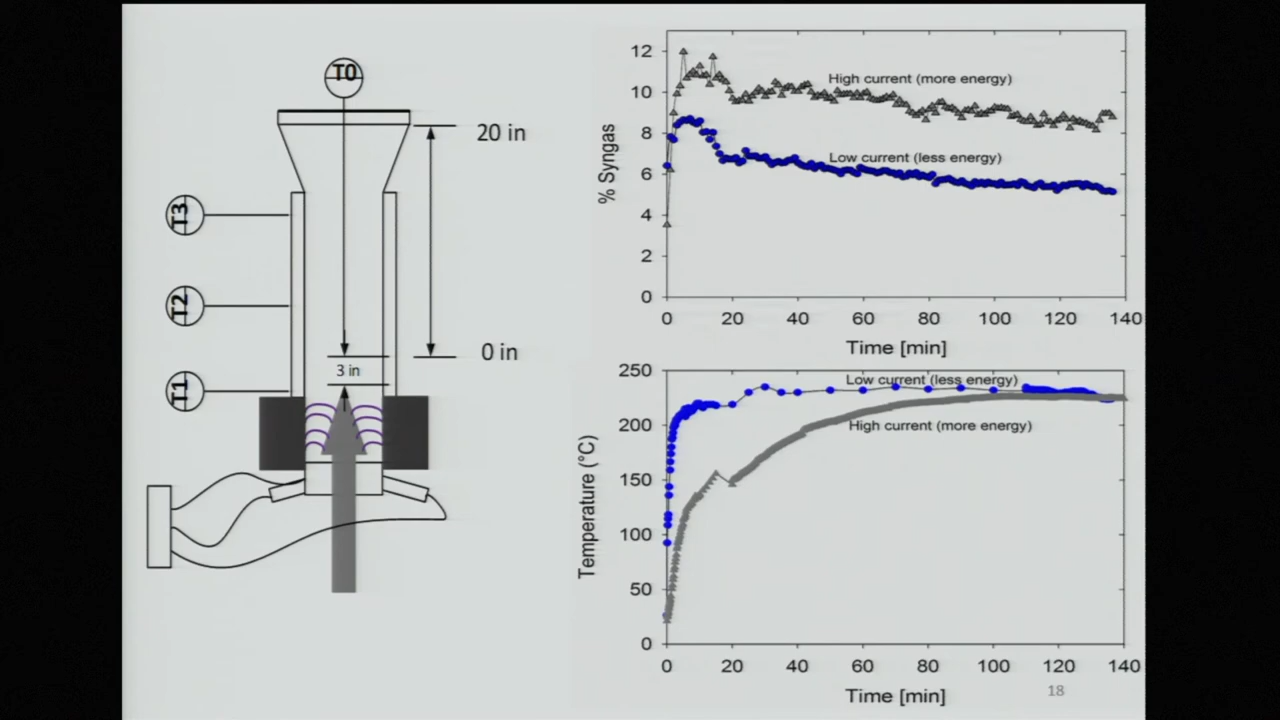 T0
20 in
T3
T2
0 in
3 in
T1
12
10
8
6
4
2
0
% Syngas
High current (more energy)
Low current (less energy)
0 20 40 60 80 100 120 140
Time [min]
250
200
150
100
50
0
Temperature (°C)
Low current (less energy)
High current (more energy)
0 20 40 60 80 100 120 140
Time [min]
18